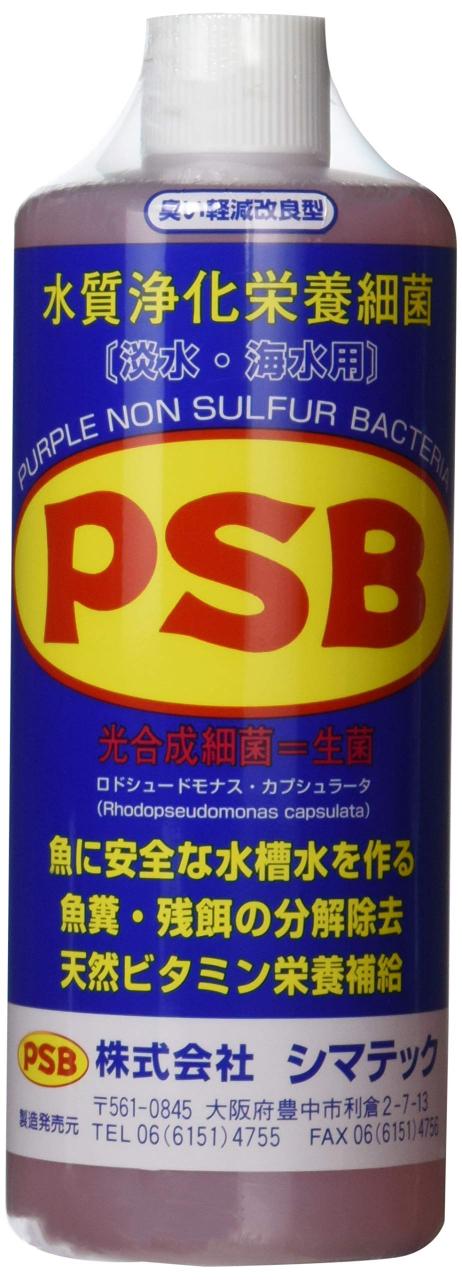 臭い軽減改良型
水質浄化栄養細菌
〔淡水・海水用〕
PURPLE NON SULFUR BACTERIA
PSB
光合成細菌=生菌
ロドシュードモナス・カプシュラータ
(Rhodopseudomonas capsulata)
魚に安全な水槽水を作る
魚糞・残餌の分解除去
天然ビタミン栄養補給
PSB 株式会社 シマテック
製造発売元 〒561-0845 大阪府豊中市利倉2-7-13
TEL 06(6151)4755 FAX 06(6151)4756